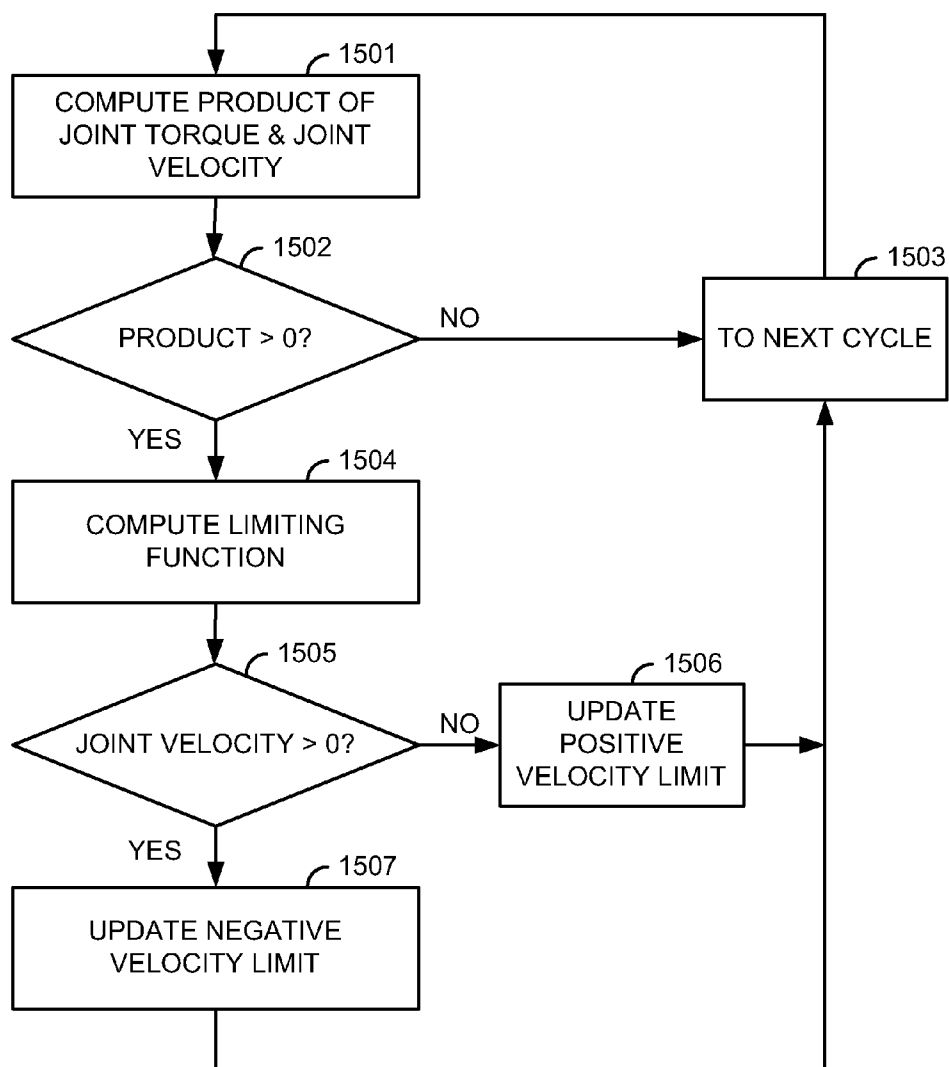 1501
COMPUTE PRODUCT OF
JOINT TORQUE & JOINT
VELOCITY
1502
PRODUCT > 0?
NO
1503
TO NEXT CYCLE
YES
1504
COMPUTE LIMITING
FUNCTION
1505
JOINT VELOCITY > 0?
NO
1506
UPDATE
POSITIVE
VELOCITY LIMIT
YES
1507
UPDATE NEGATIVE
VELOCITY LIMIT